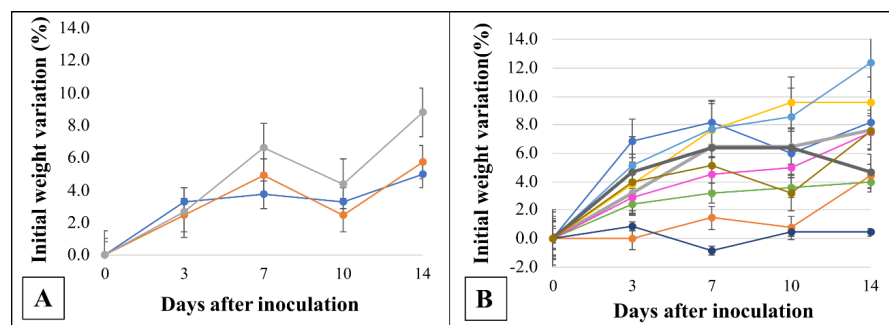 Initial weight variation (%)
14.0
12.0
10.0
8.0
6.0
4.0
2.0
0.0
0 3 7 10 14
Days after inoculation
A
Initial weight variation(%)
14.0
12.0
10.0
8.0
6.0
4.0
2.0
0.0
-2.0
0 3 7 10 14
Days after inoculation
B